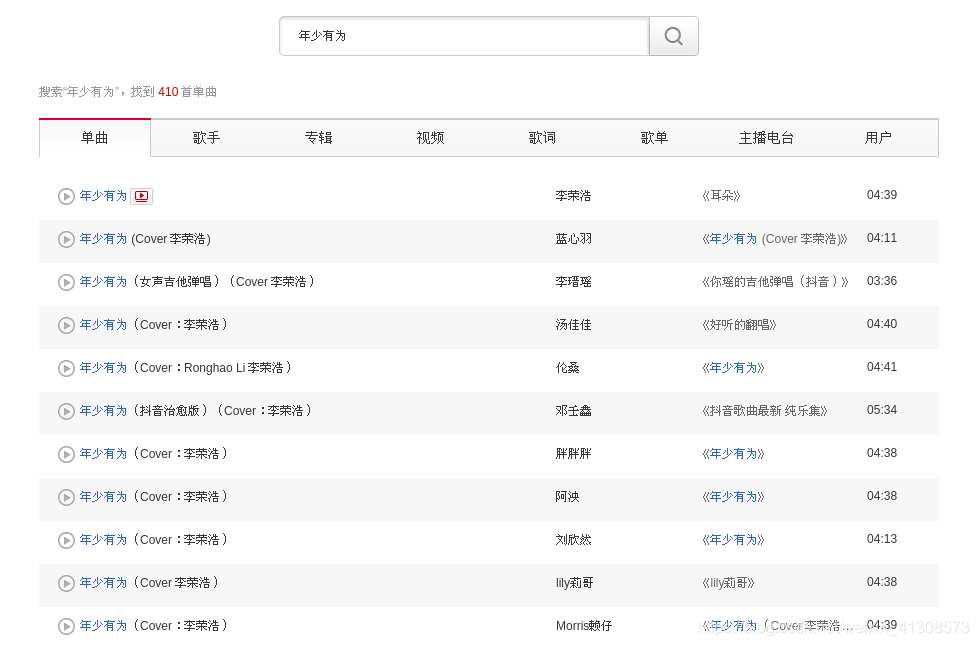 年少有为
搜索“年少有为”，找到 410 首单曲
单曲 歌手 专辑 视频 歌词 歌单 主播电台 用户
年少有为 李荣浩 《耳朵》 04:39
年少有为 (Cover 李荣浩) 蓝心羽 《年少有为 (Cover 李荣浩)》 04:11
年少有为（女声吉他弹唱）（Cover 李荣浩） 李瑨瑶 《你瑶的吉他弹唱（抖音）》 03:36
年少有为（Cover：李荣浩） 汤佳佳 《好听的翻唱》 04:40
年少有为（Cover：Ronghao Li 李荣浩） 伦桑 《年少有为》 04:41
年少有为（抖音治愈版）（Cover：李荣浩） 邓壬鑫 《抖音歌曲最新 纯乐集》 05:34
年少有为（Cover：李荣浩） 胖胖胖 《年少有为》 04:38
年少有为（Cover：李荣浩） 阿泱 《年少有为》 04:38
年少有为（Cover：李荣浩） 刘欣然 《年少有为》 04:13
年少有为（Cover 李荣浩） lily莉哥 《lily莉哥》 04:38
年少有为（Cover：李荣浩） Morris赖仔 《年少有为（Cover 李荣浩... 04:39